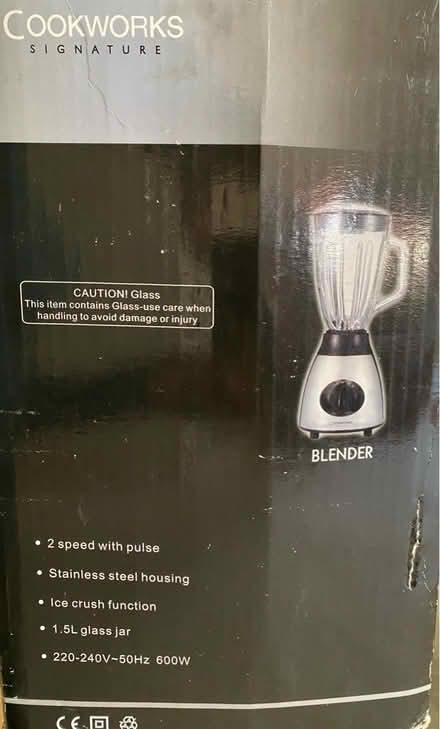 COOKWORKS
SIGNATURE
CAUTION! Glass
This item contains Glass-use care when
handling to avoid damage or injury
BLENDER
• 2 speed with pulse
• Stainless steel housing
• Ice crush function
• 1.5L glass jar
• 220-240V~50Hz 600W
CE